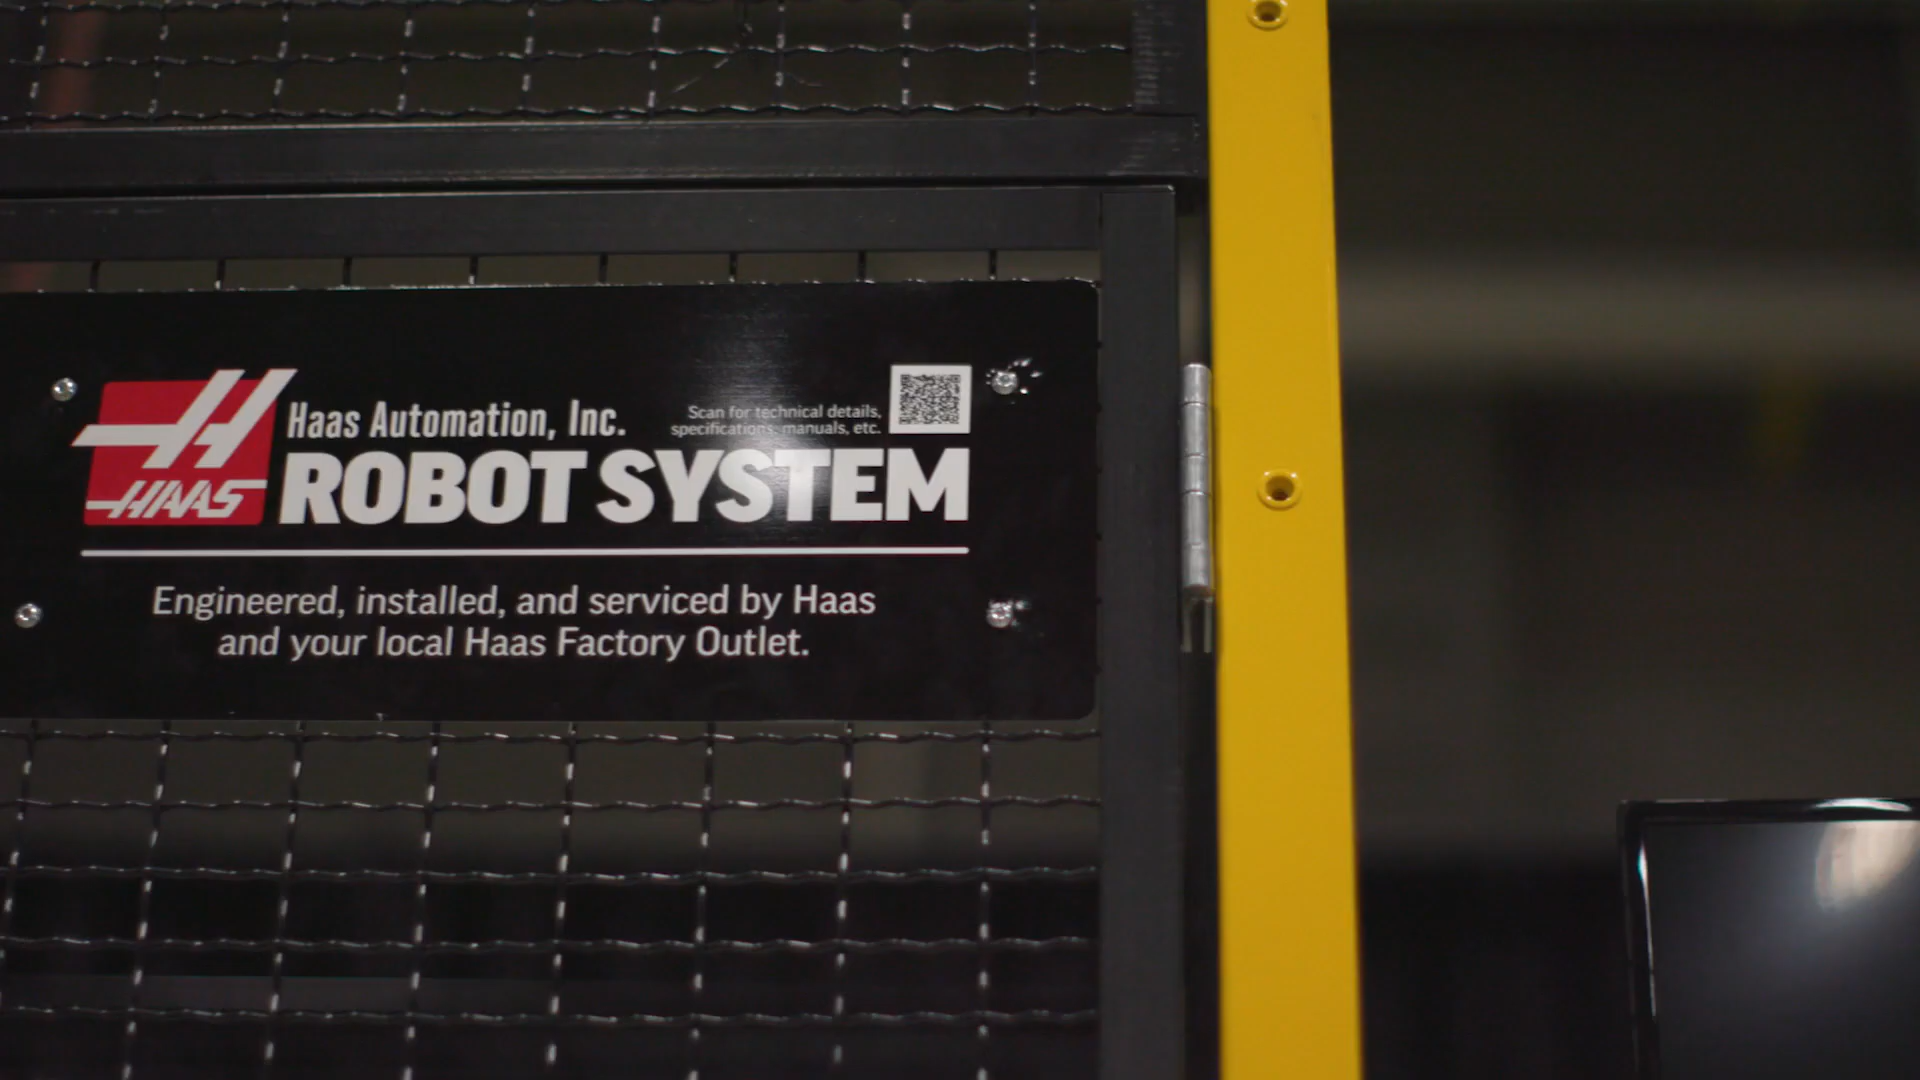 Haas Automation, Inc.
Scan for technical details,
specifications, manuals, etc.
HAAS
ROBOT SYSTEM
Engineered, installed, and serviced by Haas
and your local Haas Factory Outlet.